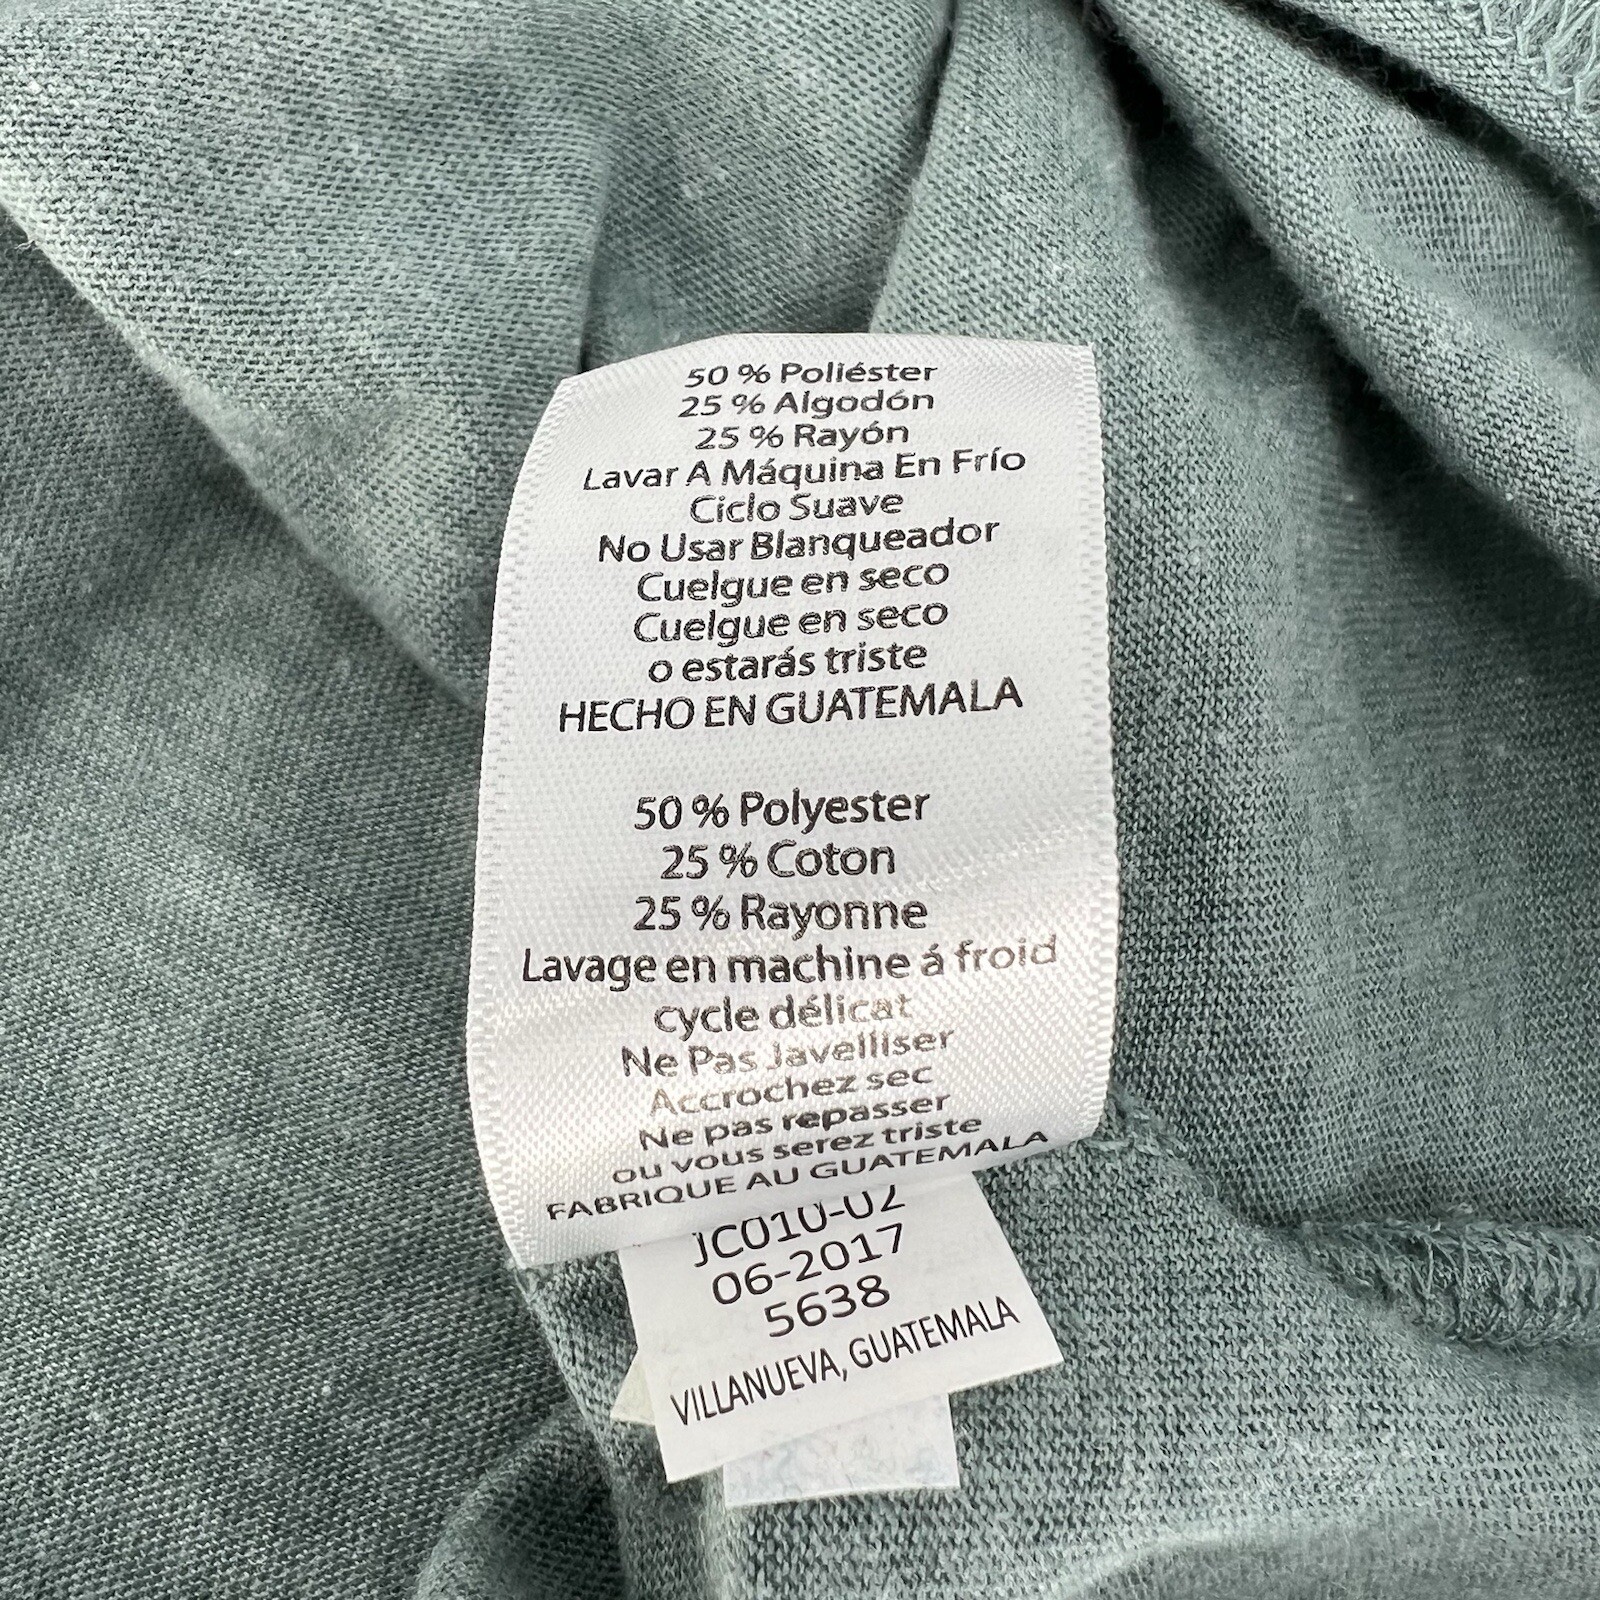 50 % Poliéster
25 % Algodón
25 % Rayón
Lavar A Máquina En Frío
Ciclo Suave
No Usar Blanqueador
Cuelgue en seco
Cuelgue en seco
o estarás triste
HECHO EN GUATEMALA
50 % Polyester
25 % Coton
25 % Rayonne
Lavage en machine á froid
cycle délicat
Ne Pas Javelliser
Accrochez sec
Ne pas repasser
ou vous serez triste
FABRIQUE AU GUATEMALA
JC010-02
06-2017
5638
VILLANUEVA, GUATEMALA